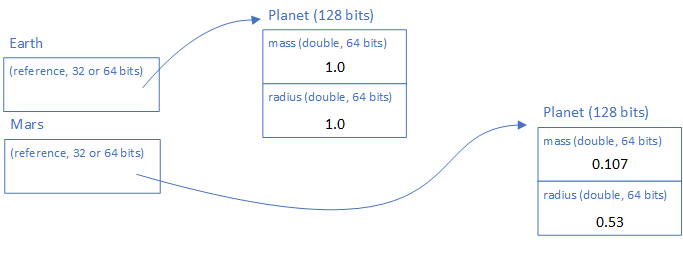 Earth
(reference, 32 or 64 bits)
Mars
(reference, 32 or 64 bits)
Planet (128 bits)
mass (double, 64 bits)
1.0
radius (double, 64 bits)
1.0
Planet (128 bits)
mass (double, 64 bits)
0.107
radius (double, 64 bits)
0.53